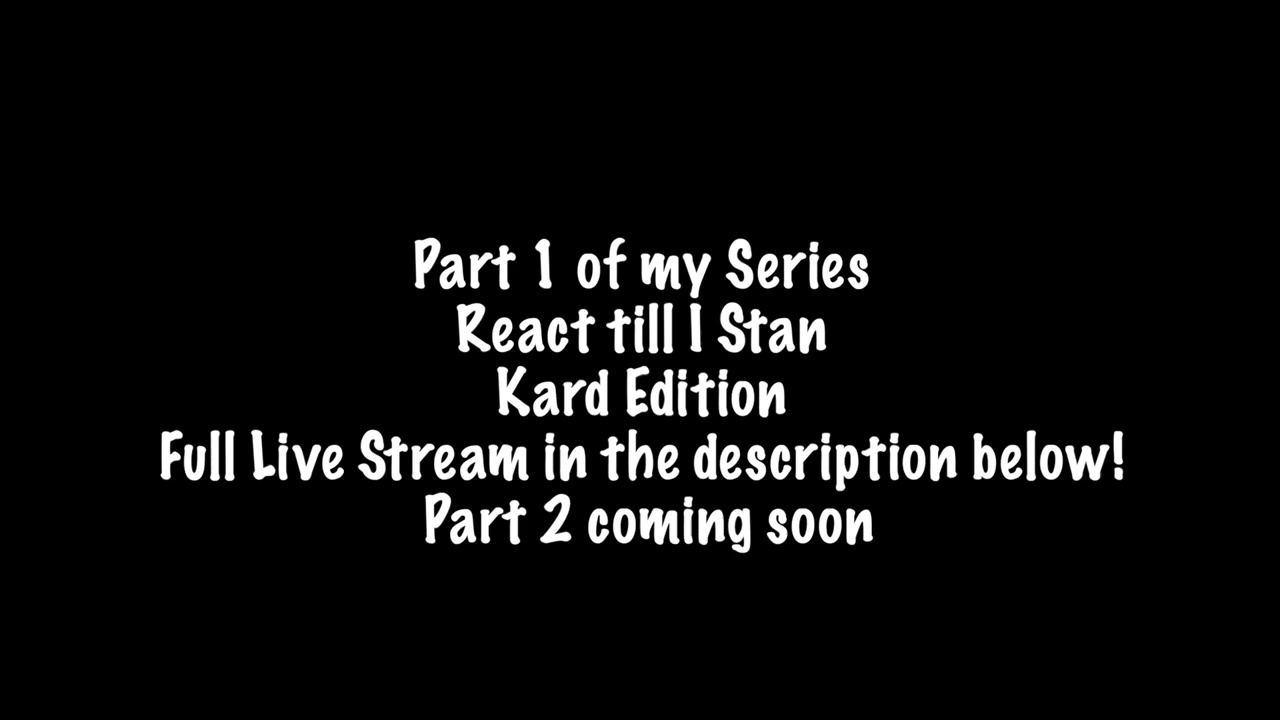 Part 1 of my Series
React till I Stan
Kard Edition
Full Live Stream in the description below!
Part 2 coming soon